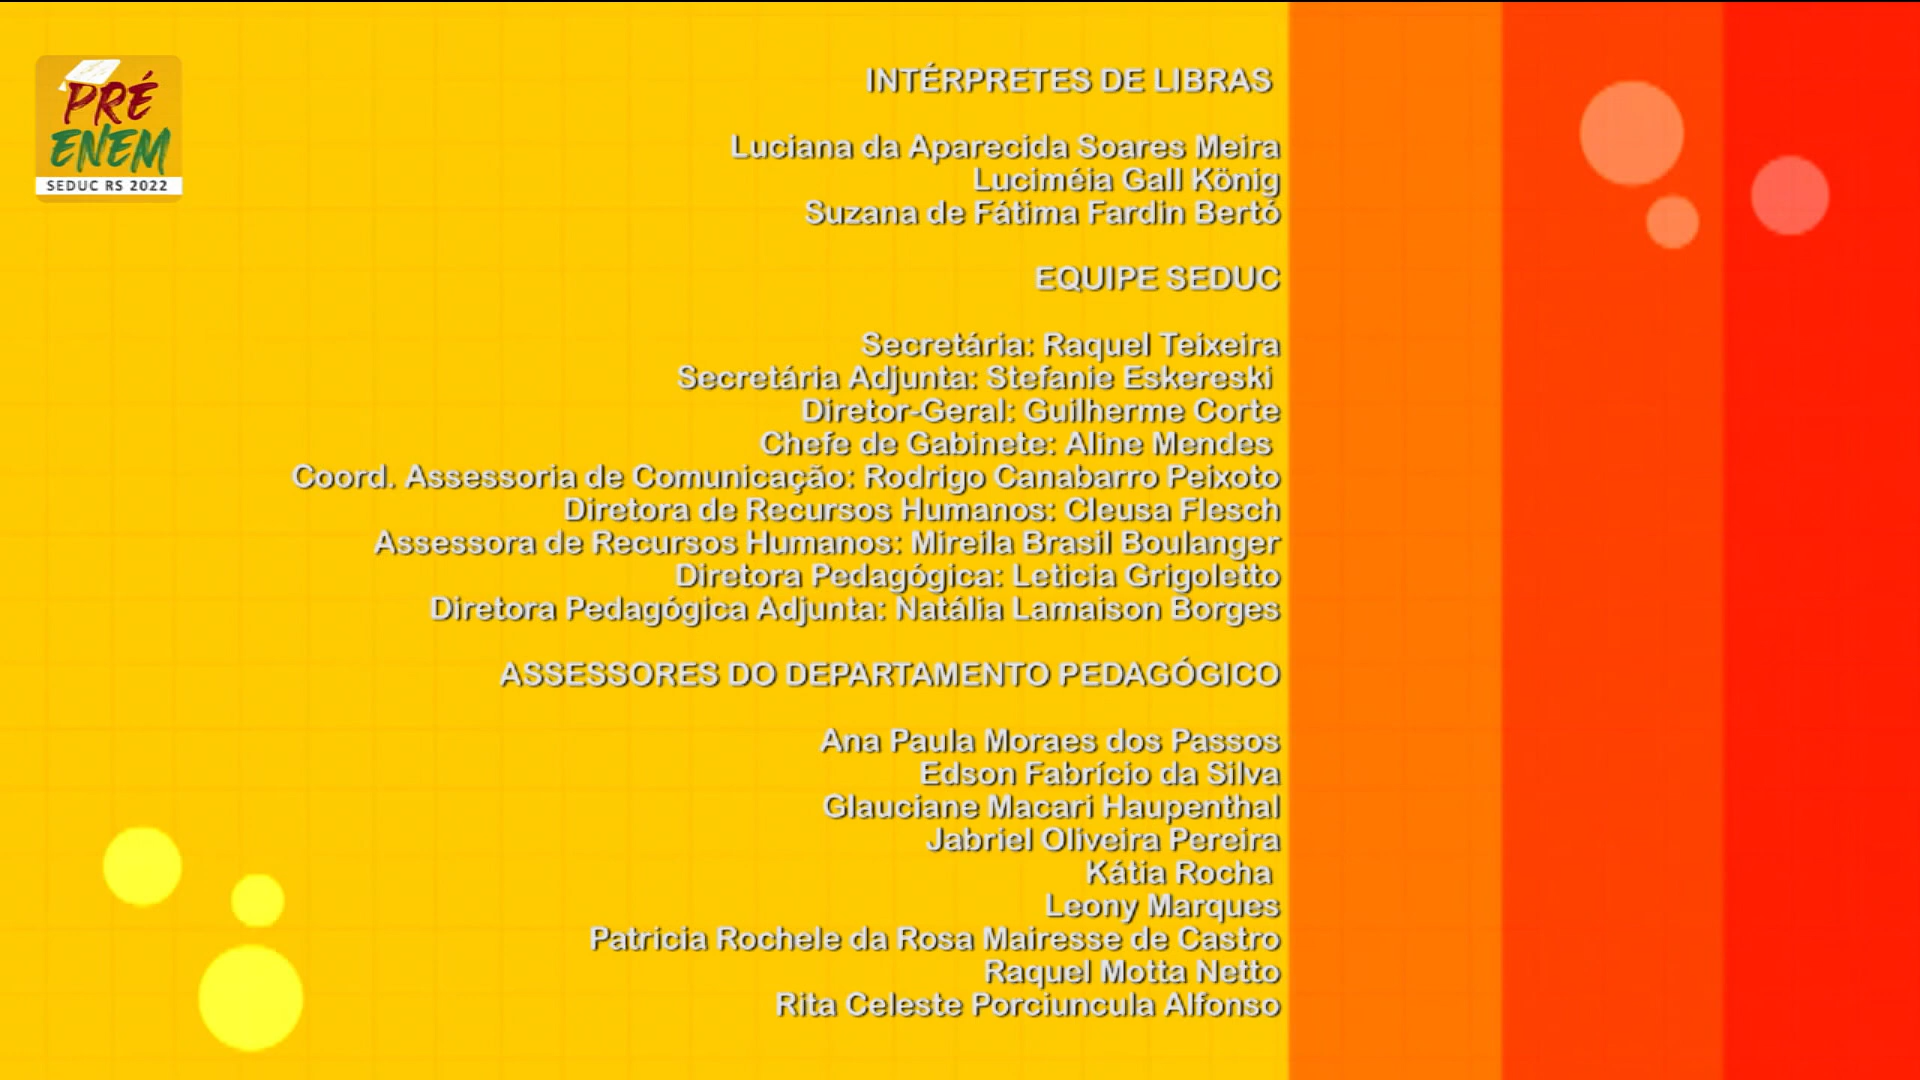 PRÉ
ENEM
SEDUC RS 2022
INTÉRPRETES DE LIBRAS
Luciana da Aparecida Soares Meira
Luciméia Gall König
Suzana de Fátima Fardin Bertó
EQUIPE SEDUC
Secretária: Raquel Teixeira
Secretária Adjunta: Stefanie Eskereski
Diretor-Geral: Guilherme Corte
Chefe de Gabinete: Aline Mendes
Coord. Assessoria de Comunicação: Rodrigo Canabarro Peixoto
Diretora de Recursos Humanos: Cleusa Flesch
Assessora de Recursos Humanos: Mireila Brasil Boulanger
Diretora Pedagógica: Leticia Grigoletto
Diretora Pedagógica Adjunta: Natália Lamaison Borges
ASSESSORES DO DEPARTAMENTO PEDAGÓGICO
Ana Paula Moraes dos Passos
Edson Fabrício da Silva
Glauciane Macari Haupenthal
Jabriel Oliveira Pereira
Kátia Rocha
Leony Marques
Patricia Rochele da Rosa Mairesse de Castro
Raquel Motta Netto
Rita Celeste Porciuncula Alfonso